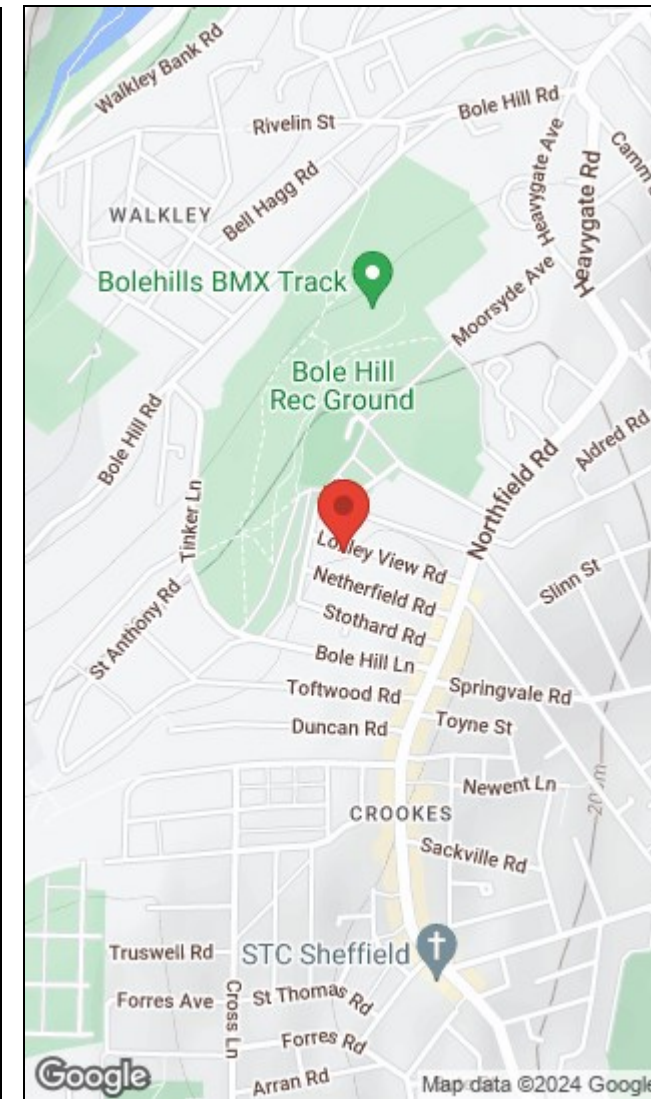 Walkley Bank Rd
Rivelin St
Bole Hill Rd
WALKLEY
Bell Hagg Rd
Heavygate Ave
Heavygate Rd
Bolehills BMX Track
Moorsyde Ave
Bole Hill
Rec Ground
Bole Hill Rd
Northfield Rd
Aldred Rd
Tinker Ln
View Rd
Netherfield Rd
Slinn St
Stothard Rd
St Anthony Rd
Bole Hill Ln
Toftwood Rd
Springvale Rd
Duncan Rd
Toyne St
Newent Ln
CROOKES
Sackville Rd
Truswell Rd
STC Sheffield
Forres Ave
Cross Ln
St Thomas Rd
Forres Rd
Arran Rd
Google
Map data ©2024 Google